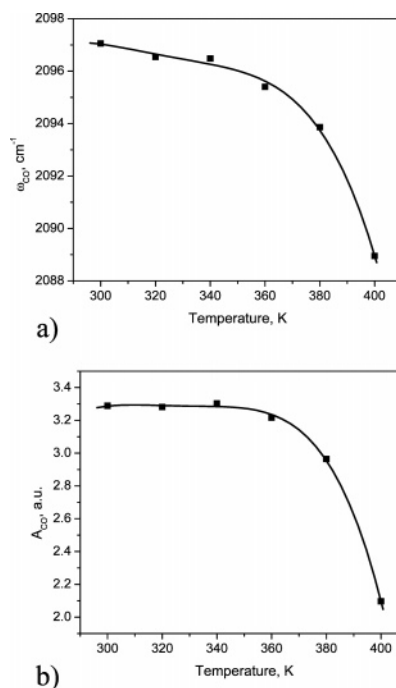 2098
2096
2094
2092
2090
2088
ω_CO, cm⁻¹
300 320 340 360 380 400
Temperature, K
a)
3.4
3.2
3.0
2.8
2.6
2.4
2.2
2.0
A_CO, a.u.
300 320 340 360 380 400
Temperature, K
b)